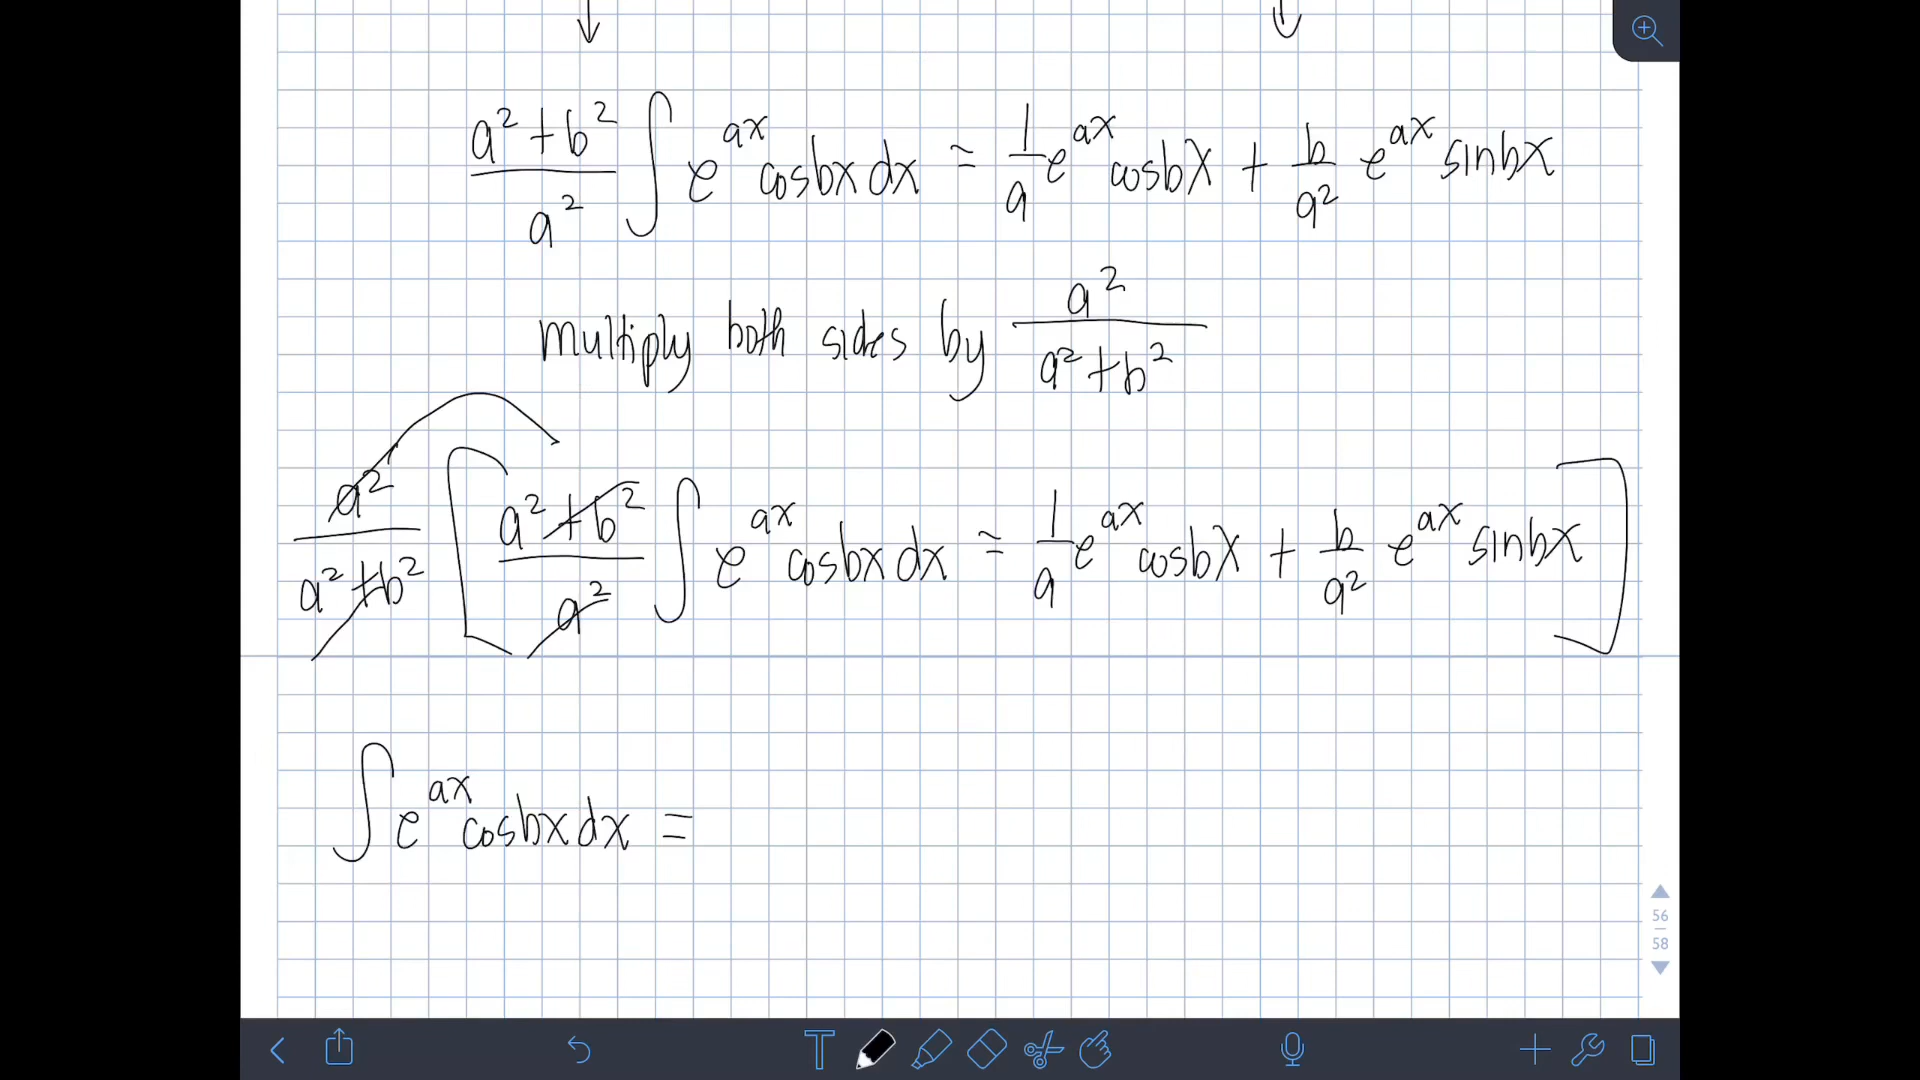 a²+b²/a² ∫ e^ax cosbx dx = 1/a e^ax cosbx + b/a² e^ax sinbx
multiply both sides by a²/a²+b²
a²/a²+b² [ a²+b²/a² ∫ e^ax cosbx dx = 1/a e^ax cosbx + b/a² e^ax sinbx ]
∫ e^ax cosbx dx =
56
58
T